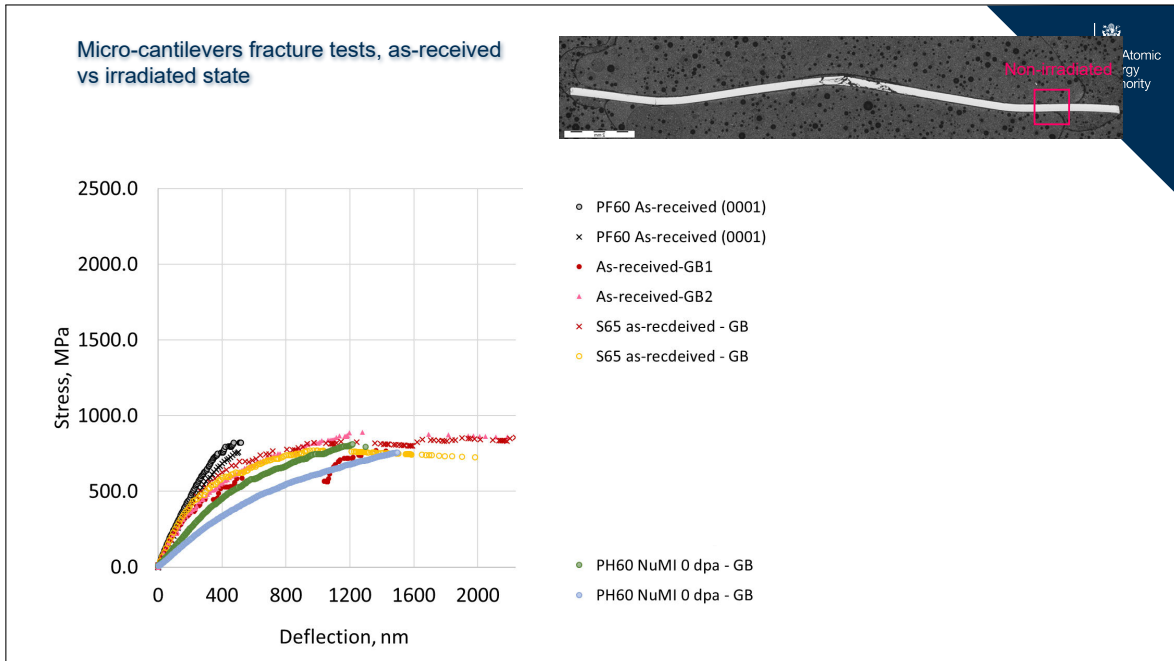 Micro-cantilevers fracture tests, as-received
vs irradiated state
Atomic
rgy
hority
Non-irradiated
2500.0
2000.0
1500.0
1000.0
500.0
0.0
Stress, MPa
0 400 800 1200 1600 2000
Deflection, nm
PF60 As-received (0001)
PF60 As-received (0001)
As-received-GB1
As-received-GB2
S65 as-recdeived - GB
S65 as-recdeived - GB
PH60 NuMI 0 dpa - GB
PH60 NuMI 0 dpa - GB